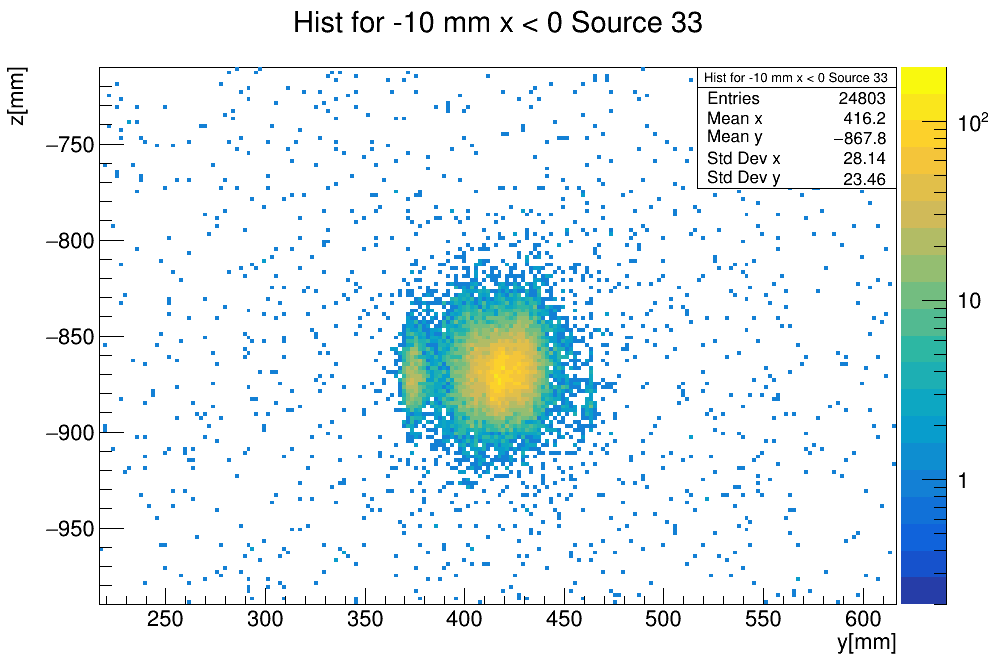 Hist for -10 mm x < 0 Source 33
z[mm]
Hist for -10 mm x < 0 Source 33
Entries 24803
Mean x 416.2
Mean y −867.8
Std Dev x 28.14
Std Dev y 23.46
10²
10
1
−750
−800
−850
−900
−950
250 300 350 400 450 500 550 600
y[mm]